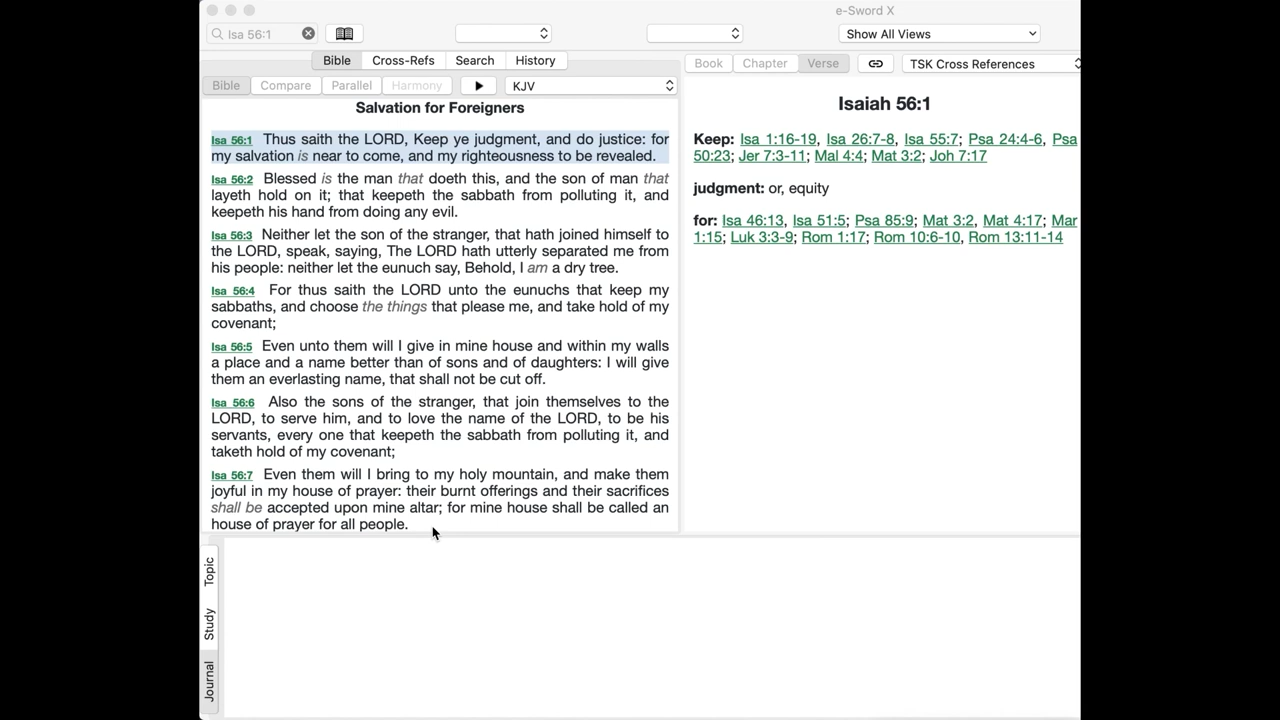 e-Sword X
Isa 56:1
Show All Views
Bible Cross-Refs Search History
Book Chapter Verse TSK Cross References
Bible Compare Parallel Harmony KJV
Salvation for Foreigners
Isa 56:1 Thus saith the LORD, Keep ye judgment, and do justice: for
my salvation is near to come, and my righteousness to be revealed.
Isa 56:2 Blessed is the man that doeth this, and the son of man that
layeth hold on it; that keepeth the sabbath from polluting it, and
keepeth his hand from doing any evil.
Isa 56:3 Neither let the son of the stranger, that hath joined himself to
the LORD, speak, saying, The LORD hath utterly separated me from
his people: neither let the eunuch say, Behold, I am a dry tree.
Isa 56:4 For thus saith the LORD unto the eunuchs that keep my
sabbaths, and choose the things that please me, and take hold of my
covenant;
Isa 56:5 Even unto them will I give in mine house and within my walls
a place and a name better than of sons and of daughters: I will give
them an everlasting name, that shall not be cut off.
Isa 56:6 Also the sons of the stranger, that join themselves to the
LORD, to serve him, and to love the name of the LORD, to be his
servants, every one that keepeth the sabbath from polluting it, and
taketh hold of my covenant;
Isa 56:7 Even them will I bring to my holy mountain, and make them
joyful in my house of prayer: their burnt offerings and their sacrifices
shall be accepted upon mine altar; for mine house shall be called an
house of prayer for all people.
Isaiah 56:1
Keep: Isa 1:16-19, Isa 26:7-8, Isa 55:7; Psa 24:4-6, Psa
50:23; Jer 7:3-11; Mal 4:4; Mat 3:2; Joh 7:17
judgment: or, equity
for: Isa 46:13, Isa 51:5; Psa 85:9; Mat 3:2, Mat 4:17; Mar
1:15; Luk 3:3-9; Rom 1:17; Rom 10:6-10, Rom 13:11-14
Topic
Study
Journal